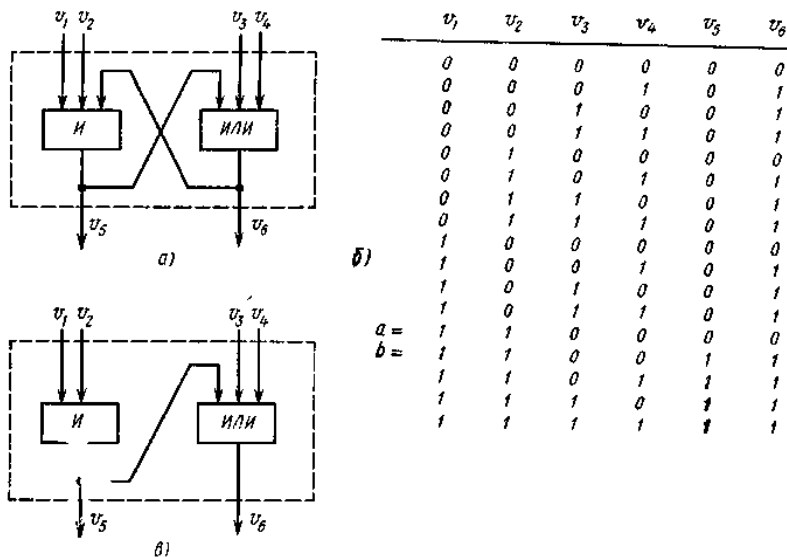 v₁ v₂ v₃ v₄
И ИЛИ
v₅ v₆
а)
б)
v₁ v₂ v₃ v₄ v₅ v₆
0 0 0 0 0 0
0 0 0 1 0 1
0 0 1 0 0 1
0 0 1 1 0 1
0 1 0 0 0 0
0 1 0 1 0 1
0 1 1 0 0 1
0 1 1 1 0 1
1 0 0 0 0 0
1 0 0 1 0 1
1 0 1 0 0 1
1 0 1 1 0 1
a = 1 1 0 0 0 0
b = 1 1 0 0 1 1
1 1 0 1 1 1
1 1 1 0 1 1
1 1 1 1 1 1
v₁ v₂ v₃ v₄
И ИЛИ
v₅ v₆
в)